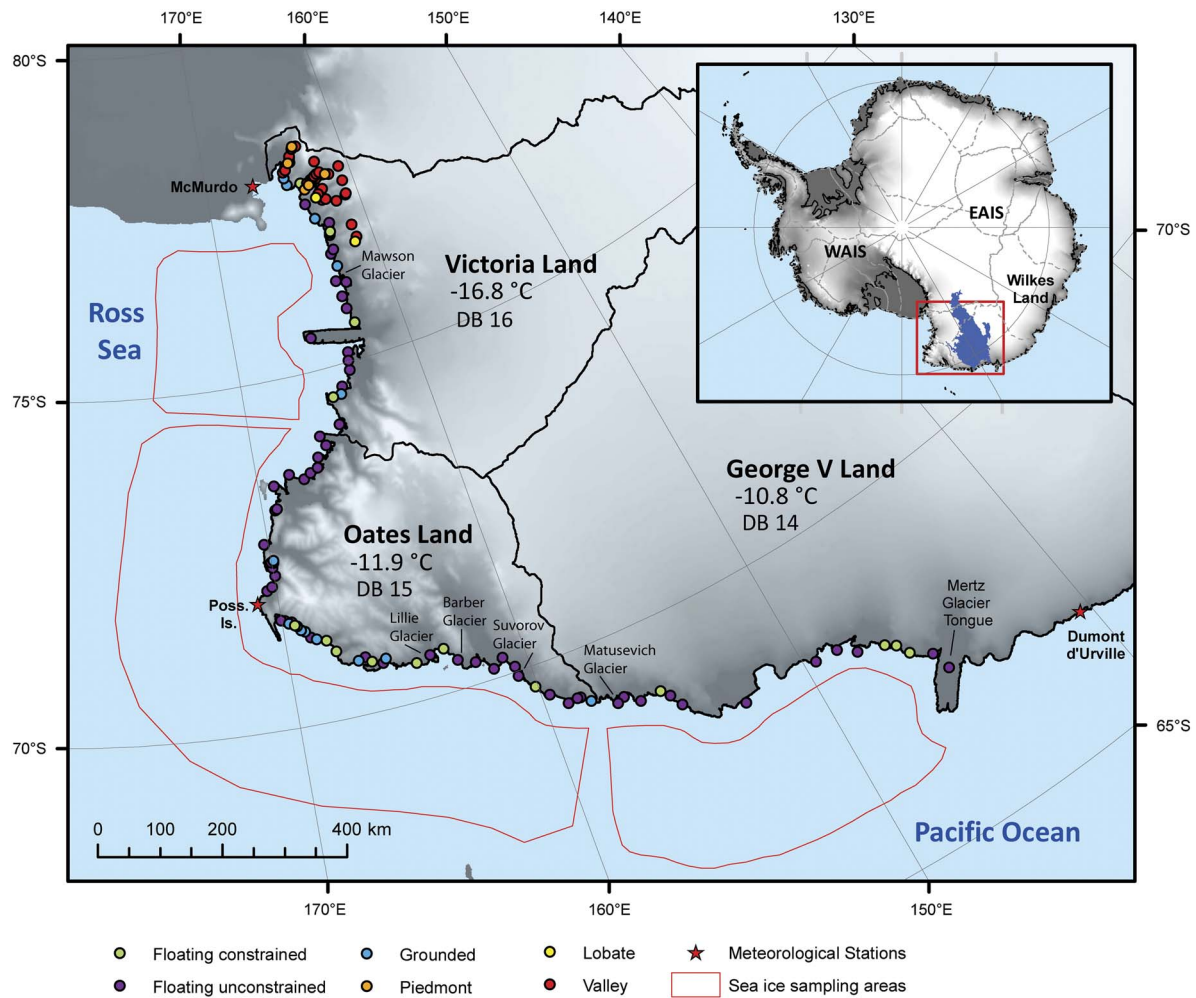 170°E 160°E 150°E 140°E 130°E
80°S
McMurdo
Mawson
Glacier
Victoria Land
-16.8 °C
DB 16
Ross
Sea
EAIS
WAIS
Wilkes
Land
70°S
75°S
George V Land
-10.8 °C
DB 14
Oates Land
-11.9 °C
DB 15
Poss.
Is.
Lillie
Glacier
Barber
Glacier
Suvorov
Glacier
Matusevich
Glacier
Mertz
Glacier
Tongue
Dumont
d'Urville
70°S
65°S
0 100 200 400 km
Pacific Ocean
170°E 160°E 150°E
Floating constrained Grounded Lobate Meteorological Stations
Floating unconstrained Piedmont Valley Sea ice sampling areas